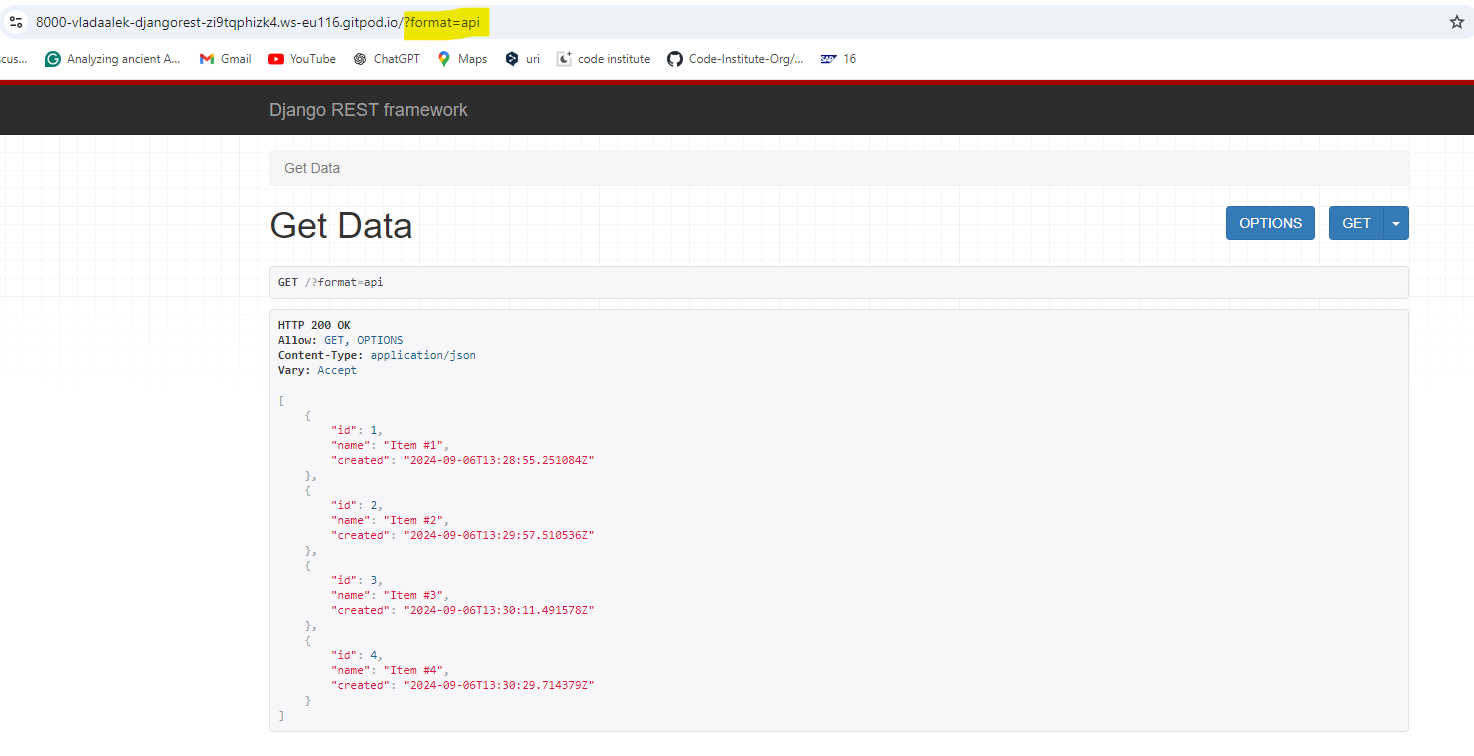 8000-vladaalek-djangorest-zi9tqphizk4.ws-eu116.gitpod.io/?format=api
cus... Analyzing ancient A... Gmail YouTube ChatGPT Maps uri code institute Code-Institute-Org/... SAP 16
Django REST framework
Get Data
Get Data OPTIONS GET
GET /?format=api
HTTP 200 OK
Allow: GET, OPTIONS
Content-Type: application/json
Vary: Accept
[
    {
        "id": 1,
        "name": "Item #1",
        "created": "2024-09-06T13:28:55.251084Z"
    },
    {
        "id": 2,
        "name": "Item #2",
        "created": "2024-09-06T13:29:57.510536Z"
    },
    {
        "id": 3,
        "name": "Item #3",
        "created": "2024-09-06T13:30:11.491578Z"
    },
    {
        "id": 4,
        "name": "Item #4",
        "created": "2024-09-06T13:30:29.714379Z"
    }
]